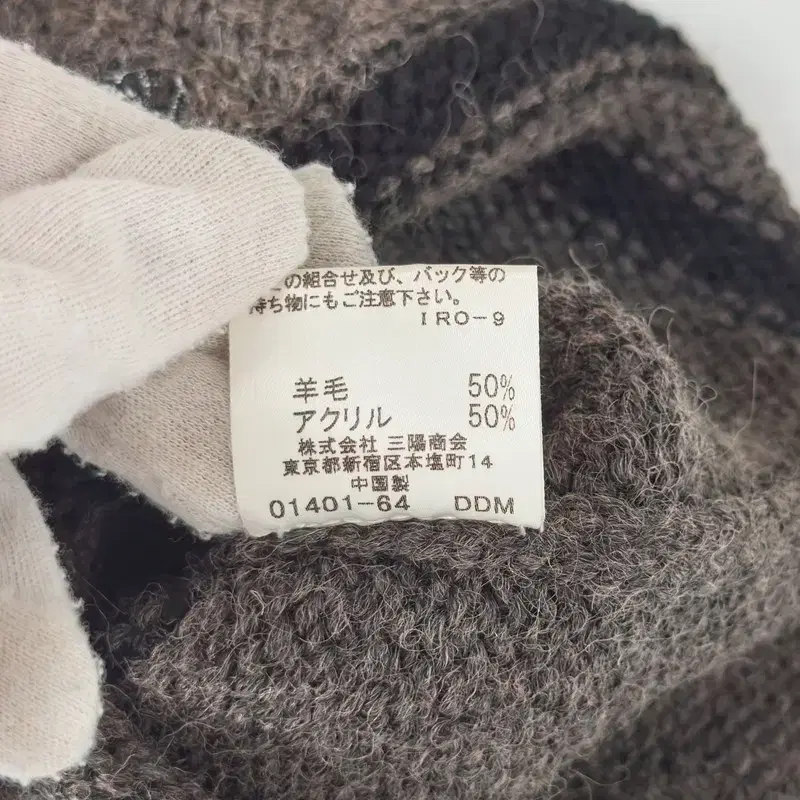 の組合せ及び、バック等の
持ち物にもご注意下さい。
IRO-9
羊毛 50%
アクリル 50%
株式会社 三陽商会
東京都新宿区本塩町14
中国製
01401-64 DDM